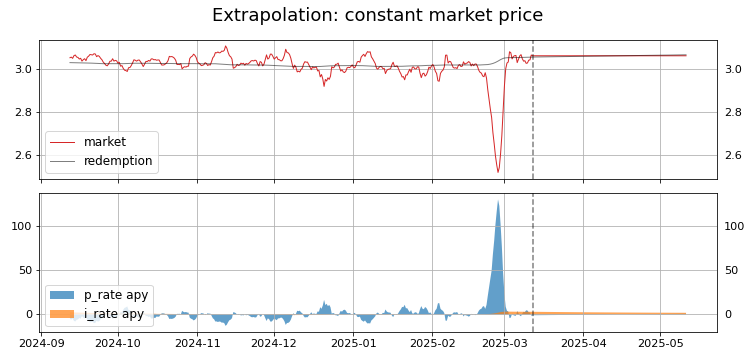 Extrapolation: constant market price
3.0
3.0
2.8
2.8
2.6
2.6
market
redemption
100
100
50
50
0
0
p_rate apy
i_rate apy
2024-09 2024-10 2024-11 2024-12 2025-01 2025-02 2025-03 2025-04 2025-05